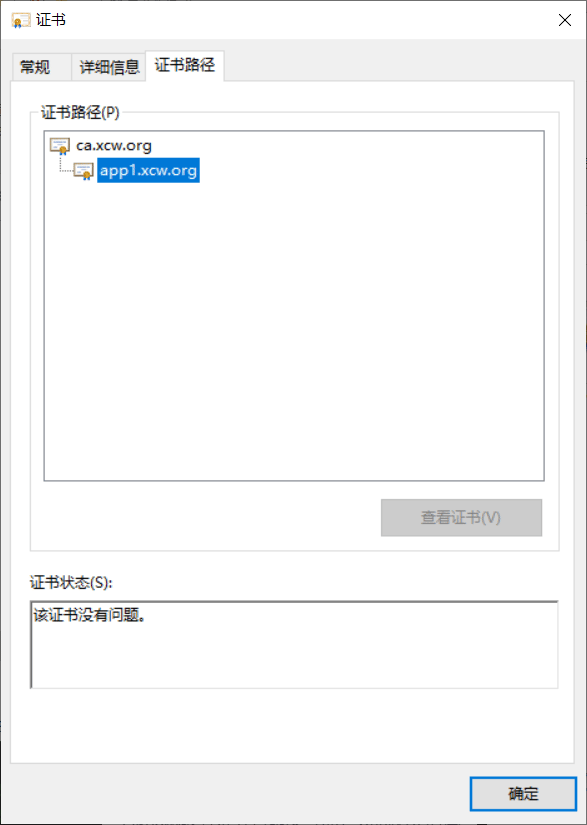 证书
常规
详细信息
证书路径
证书路径(P)
ca.xcw.org
app1.xcw.org
查看证书(V)
证书状态(S):
该证书没有问题。
确定